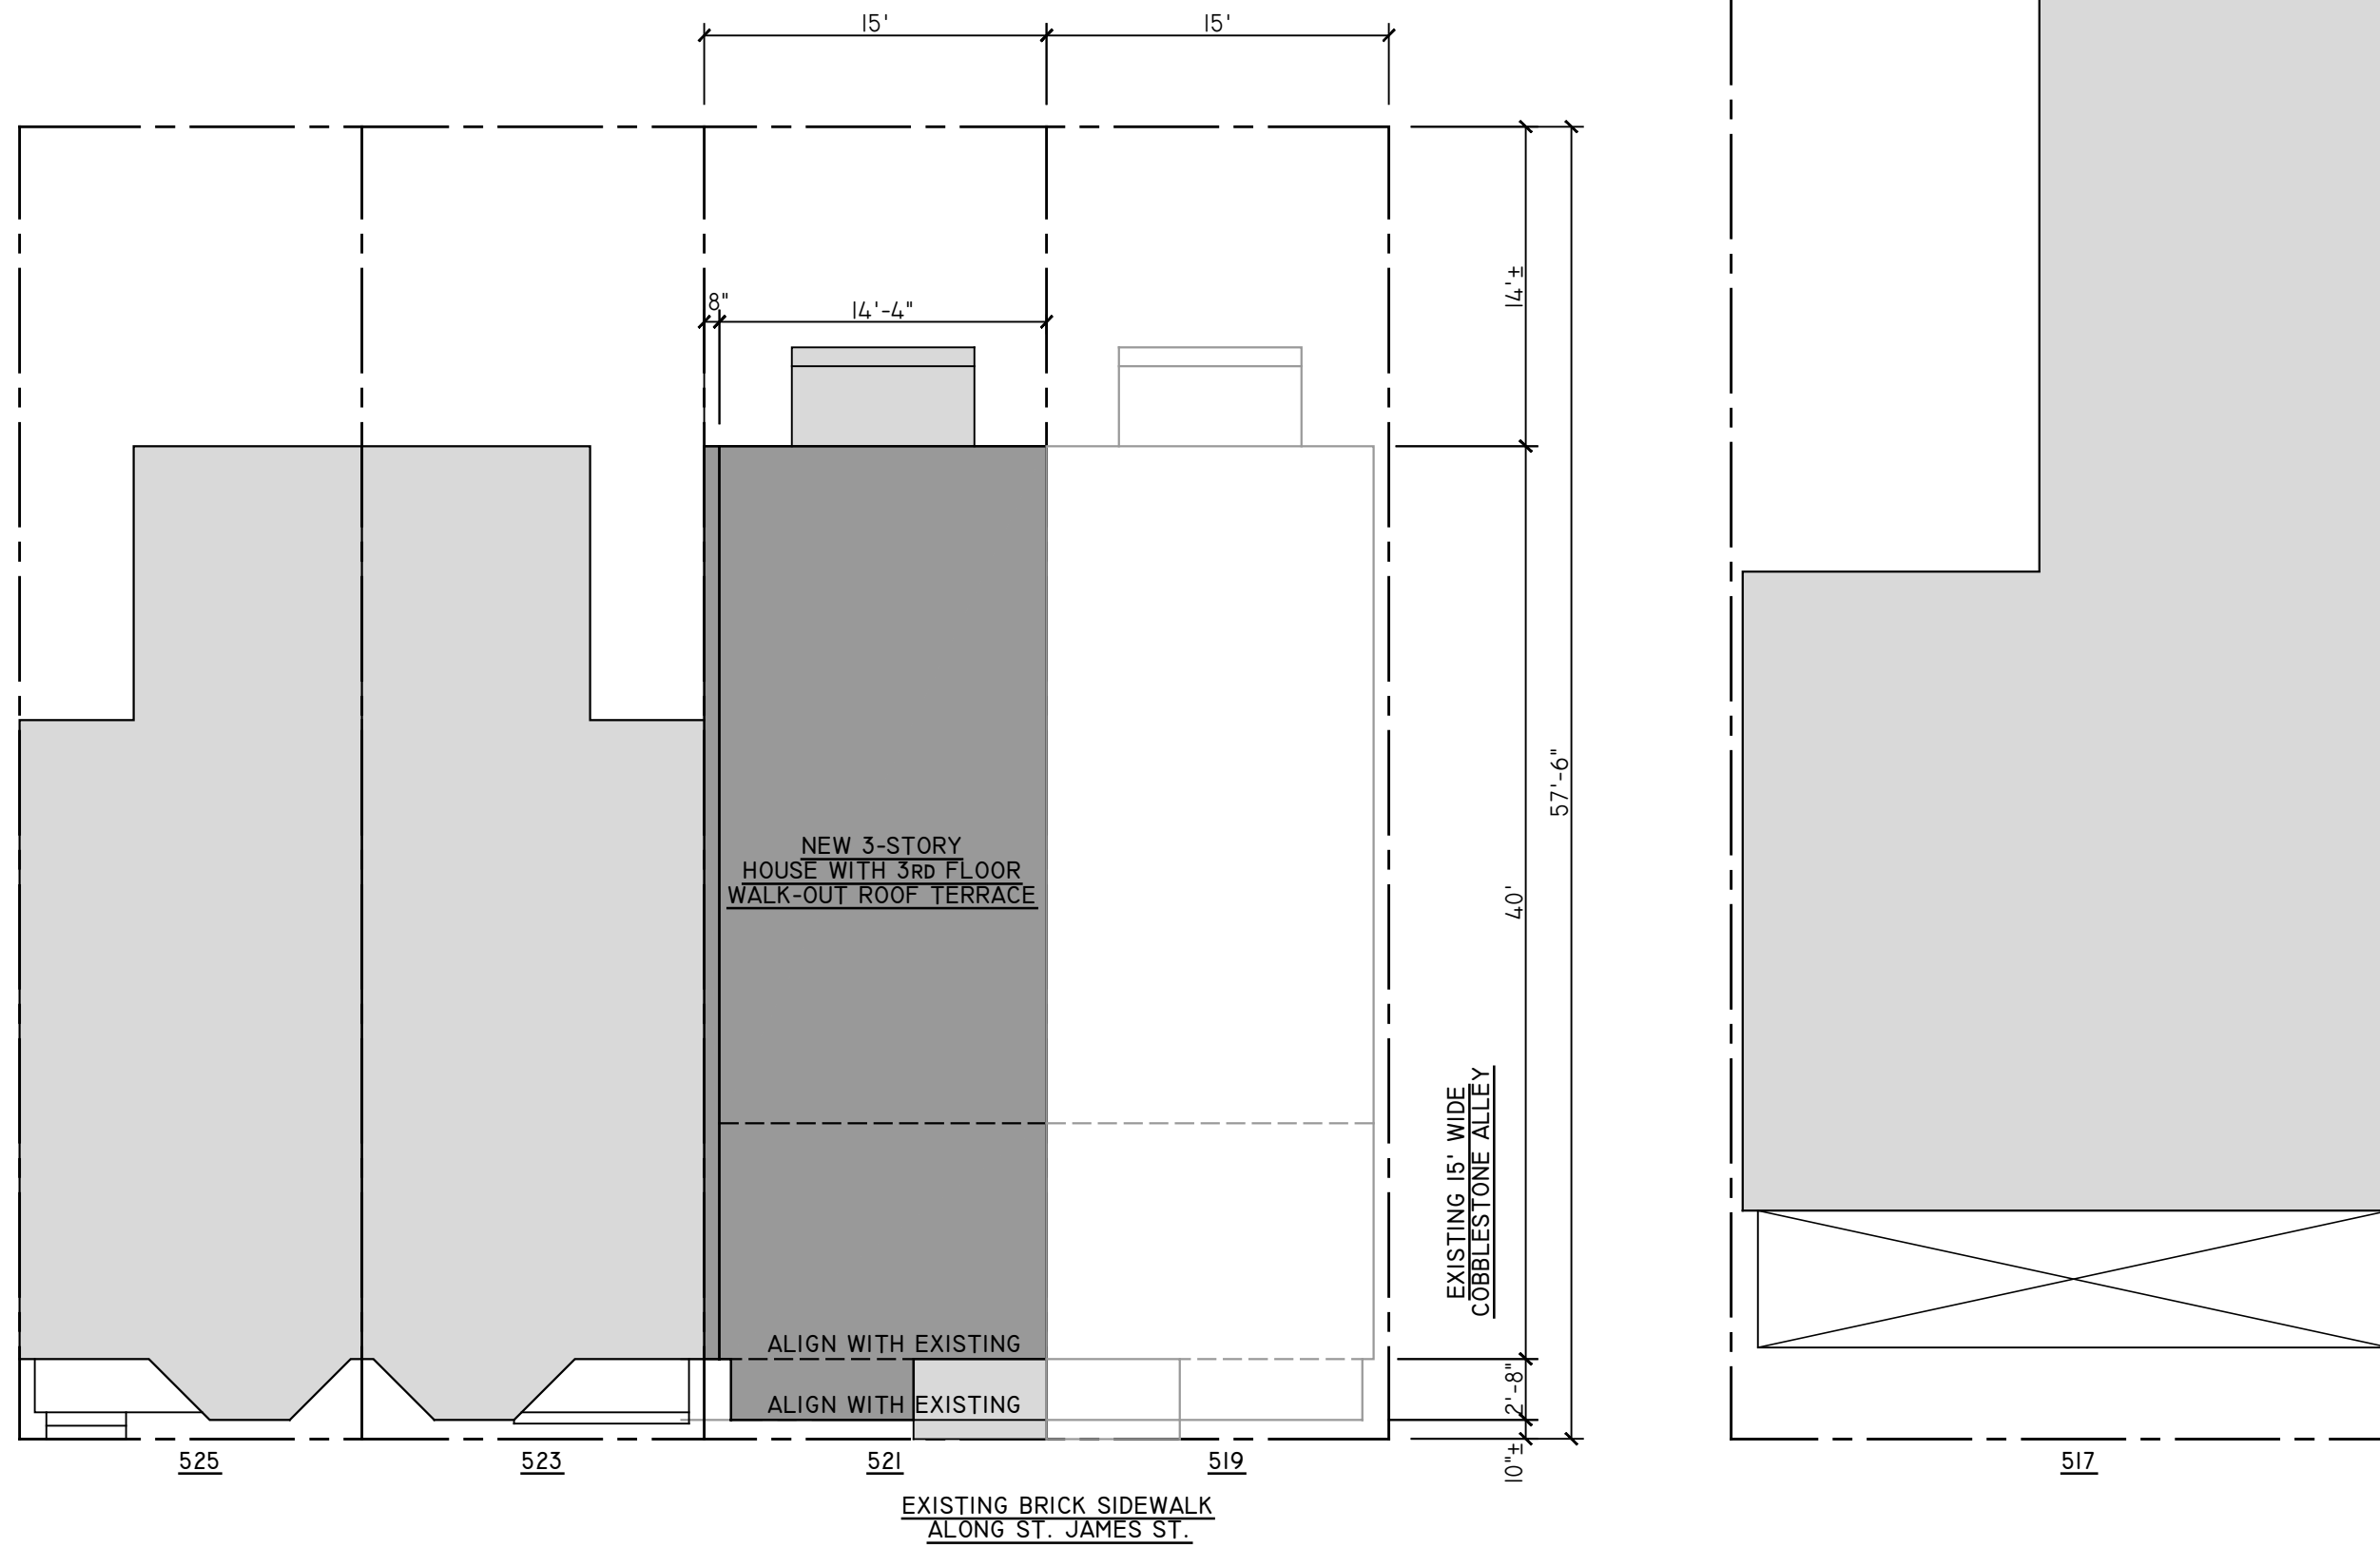 15'
15'
8"
14'-4"
14'±
57'-6"
40'
NEW 3-STORY
HOUSE WITH 3RD FLOOR
WALK-OUT ROOF TERRACE
EXISTING 15' WIDE
COBBLESTONE ALLEY
ALIGN WITH EXISTING
2'-8"
ALIGN WITH EXISTING
10"±
525
523
521
519
517
EXISTING BRICK SIDEWALK
ALONG ST. JAMES ST.